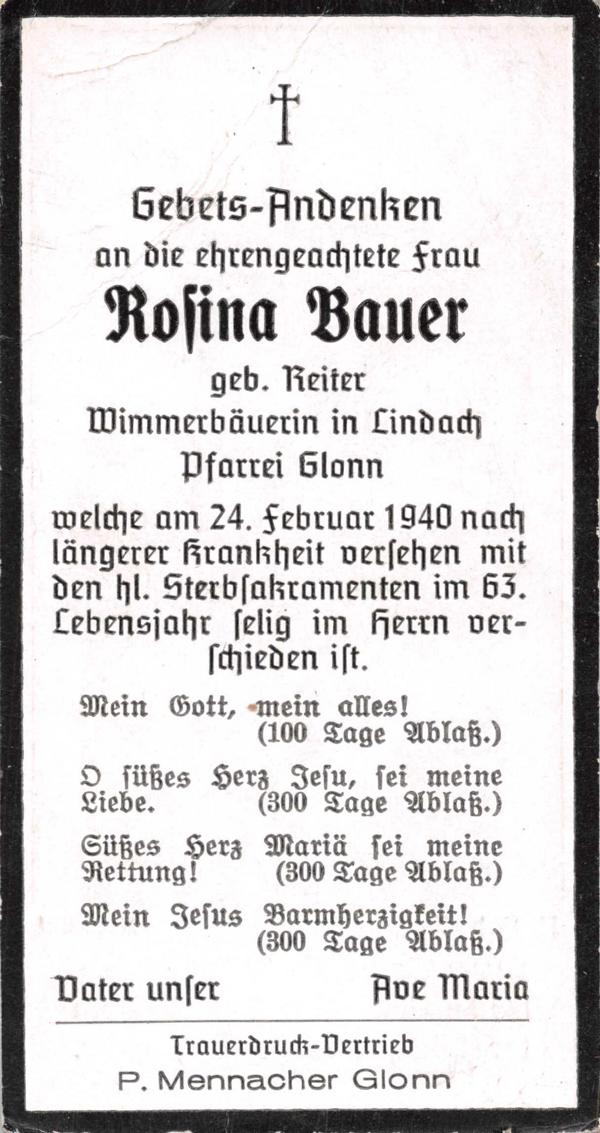 Gebets-Andenken
an die ehrengeachtete Frau
Rosina Bauer
geb. Reiter
Wimmerbäuerin in Lindach
Pfarrei Glonn
welche am 24. Februar 1940 nach
längerer Krankheit versehen mit
den hl. Sterbsakramenten im 63.
Lebensjahr selig im Herrn ver-
schieden ist.
Mein Gott, mein alles!
(100 Tage Ablaß.)
O süßes Herz Jesu, sei meine
Liebe. (300 Tage Ablaß.)
Süßes Herz Mariä sei meine
Rettung! (300 Tage Ablaß.)
Mein Jesus Barmherzigkeit!
(300 Tage Ablaß.)
Vater unser Ave Maria
Trauerdruck-Vertrieb
P. Mennacher Glonn